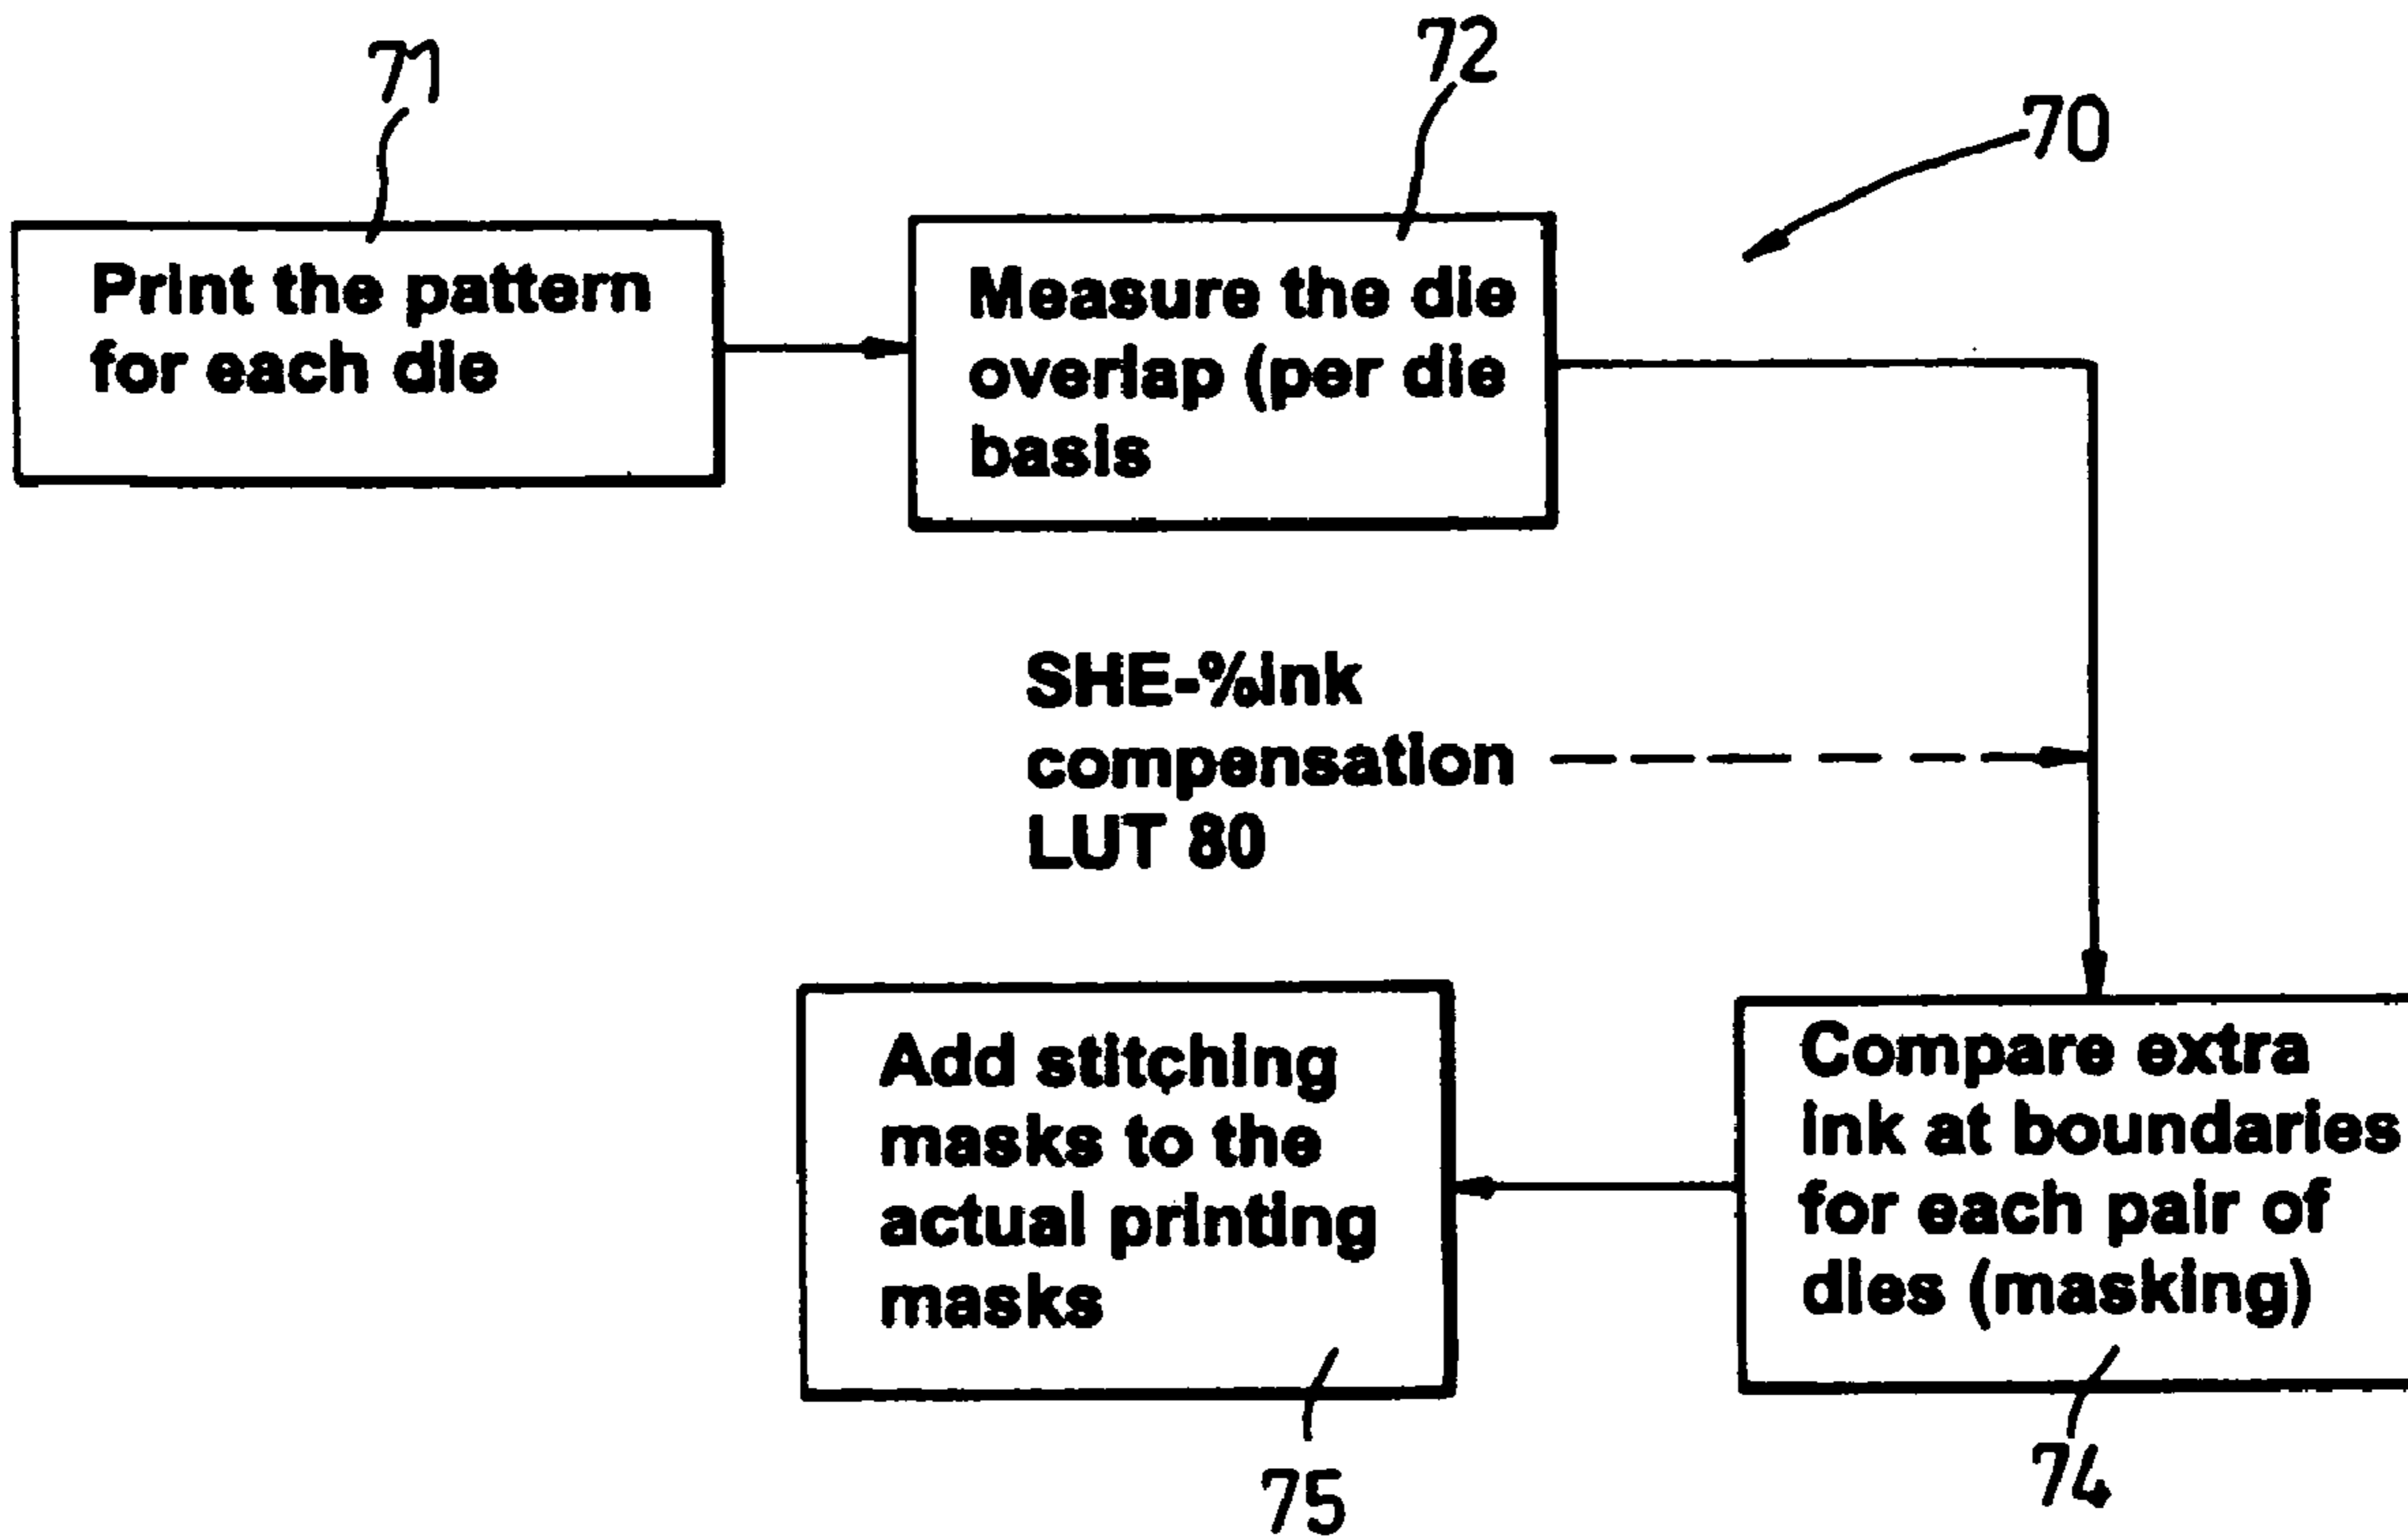 71
72
70
Print the pattern
for each die
Measure the die
overlap (per die
basis
SHE-%ink
compensation
LUT 80
Add stitching
masks to the
actual printing
masks
Compare extra
ink at boundaries
for each pair of
dies (masking)
75
74